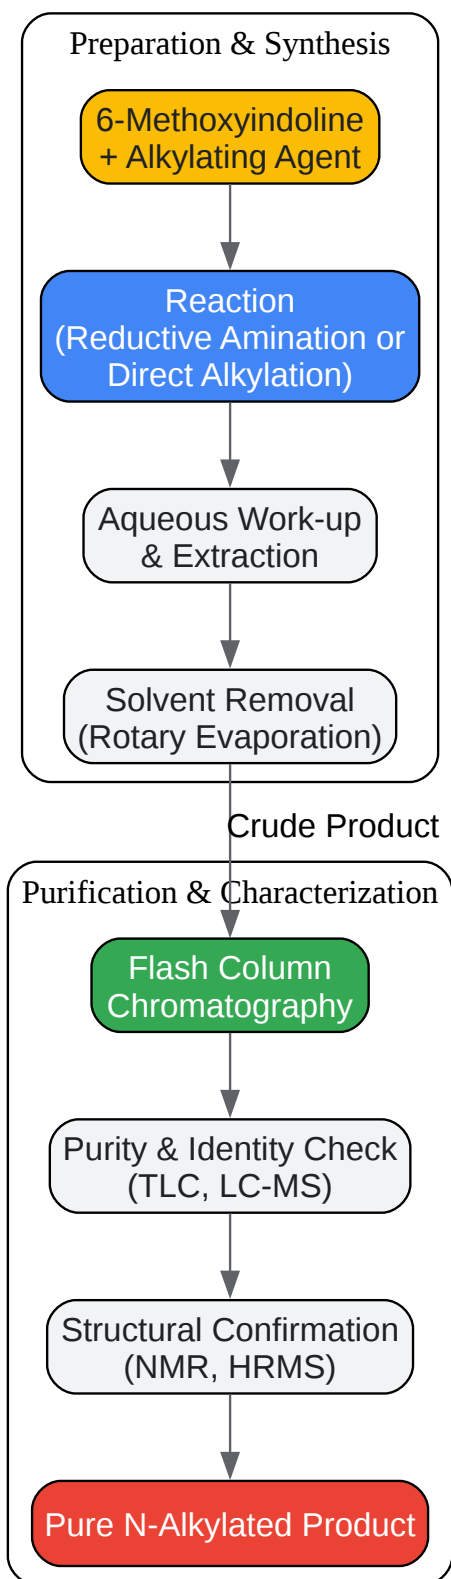 Preparation & Synthesis
6-Methoxyindoline
+ Alkylating Agent
Reaction
(Reductive Amination or
Direct Alkylation)
Aqueous Work-up
& Extraction
Solvent Removal
(Rotary Evaporation)
Crude Product
Purification & Characterization
Flash Column
Chromatography
Purity & Identity Check
(TLC, LC-MS)
Structural Confirmation
(NMR, HRMS)
Pure N-Alkylated Product